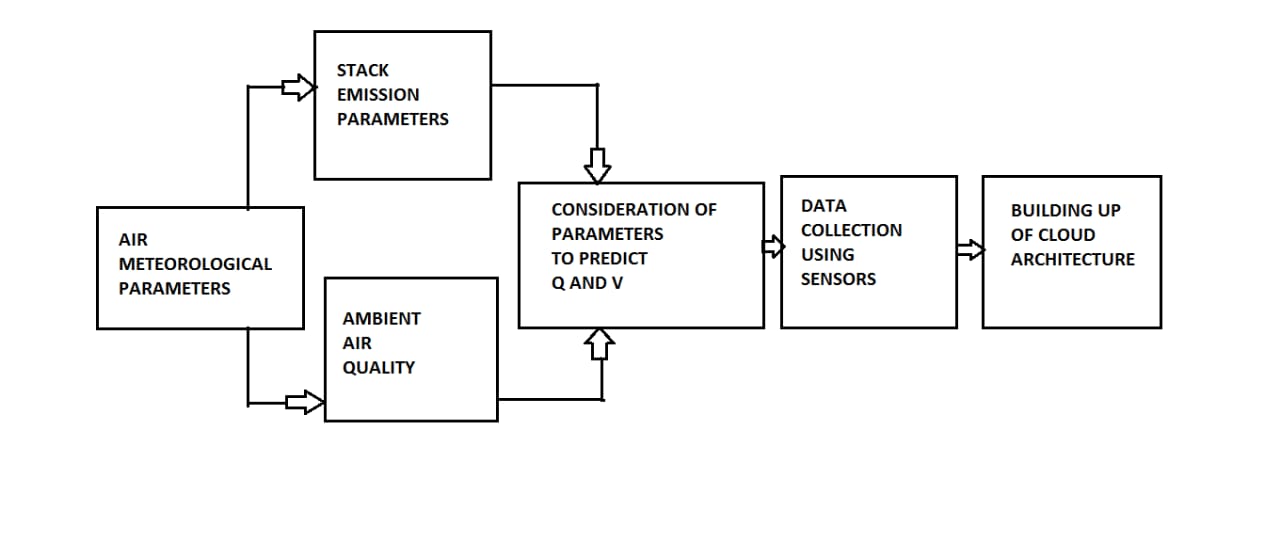 STACK
EMISSION
PARAMETERS
AIR
METEOROLOGICAL
PARAMETERS
AMBIENT
AIR
QUALITY
CONSIDERATION OF
PARAMETERS
TO PREDICT
Q AND V
DATA
COLLECTION
USING
SENSORS
BUILDING UP
OF CLOUD
ARCHITECTURE